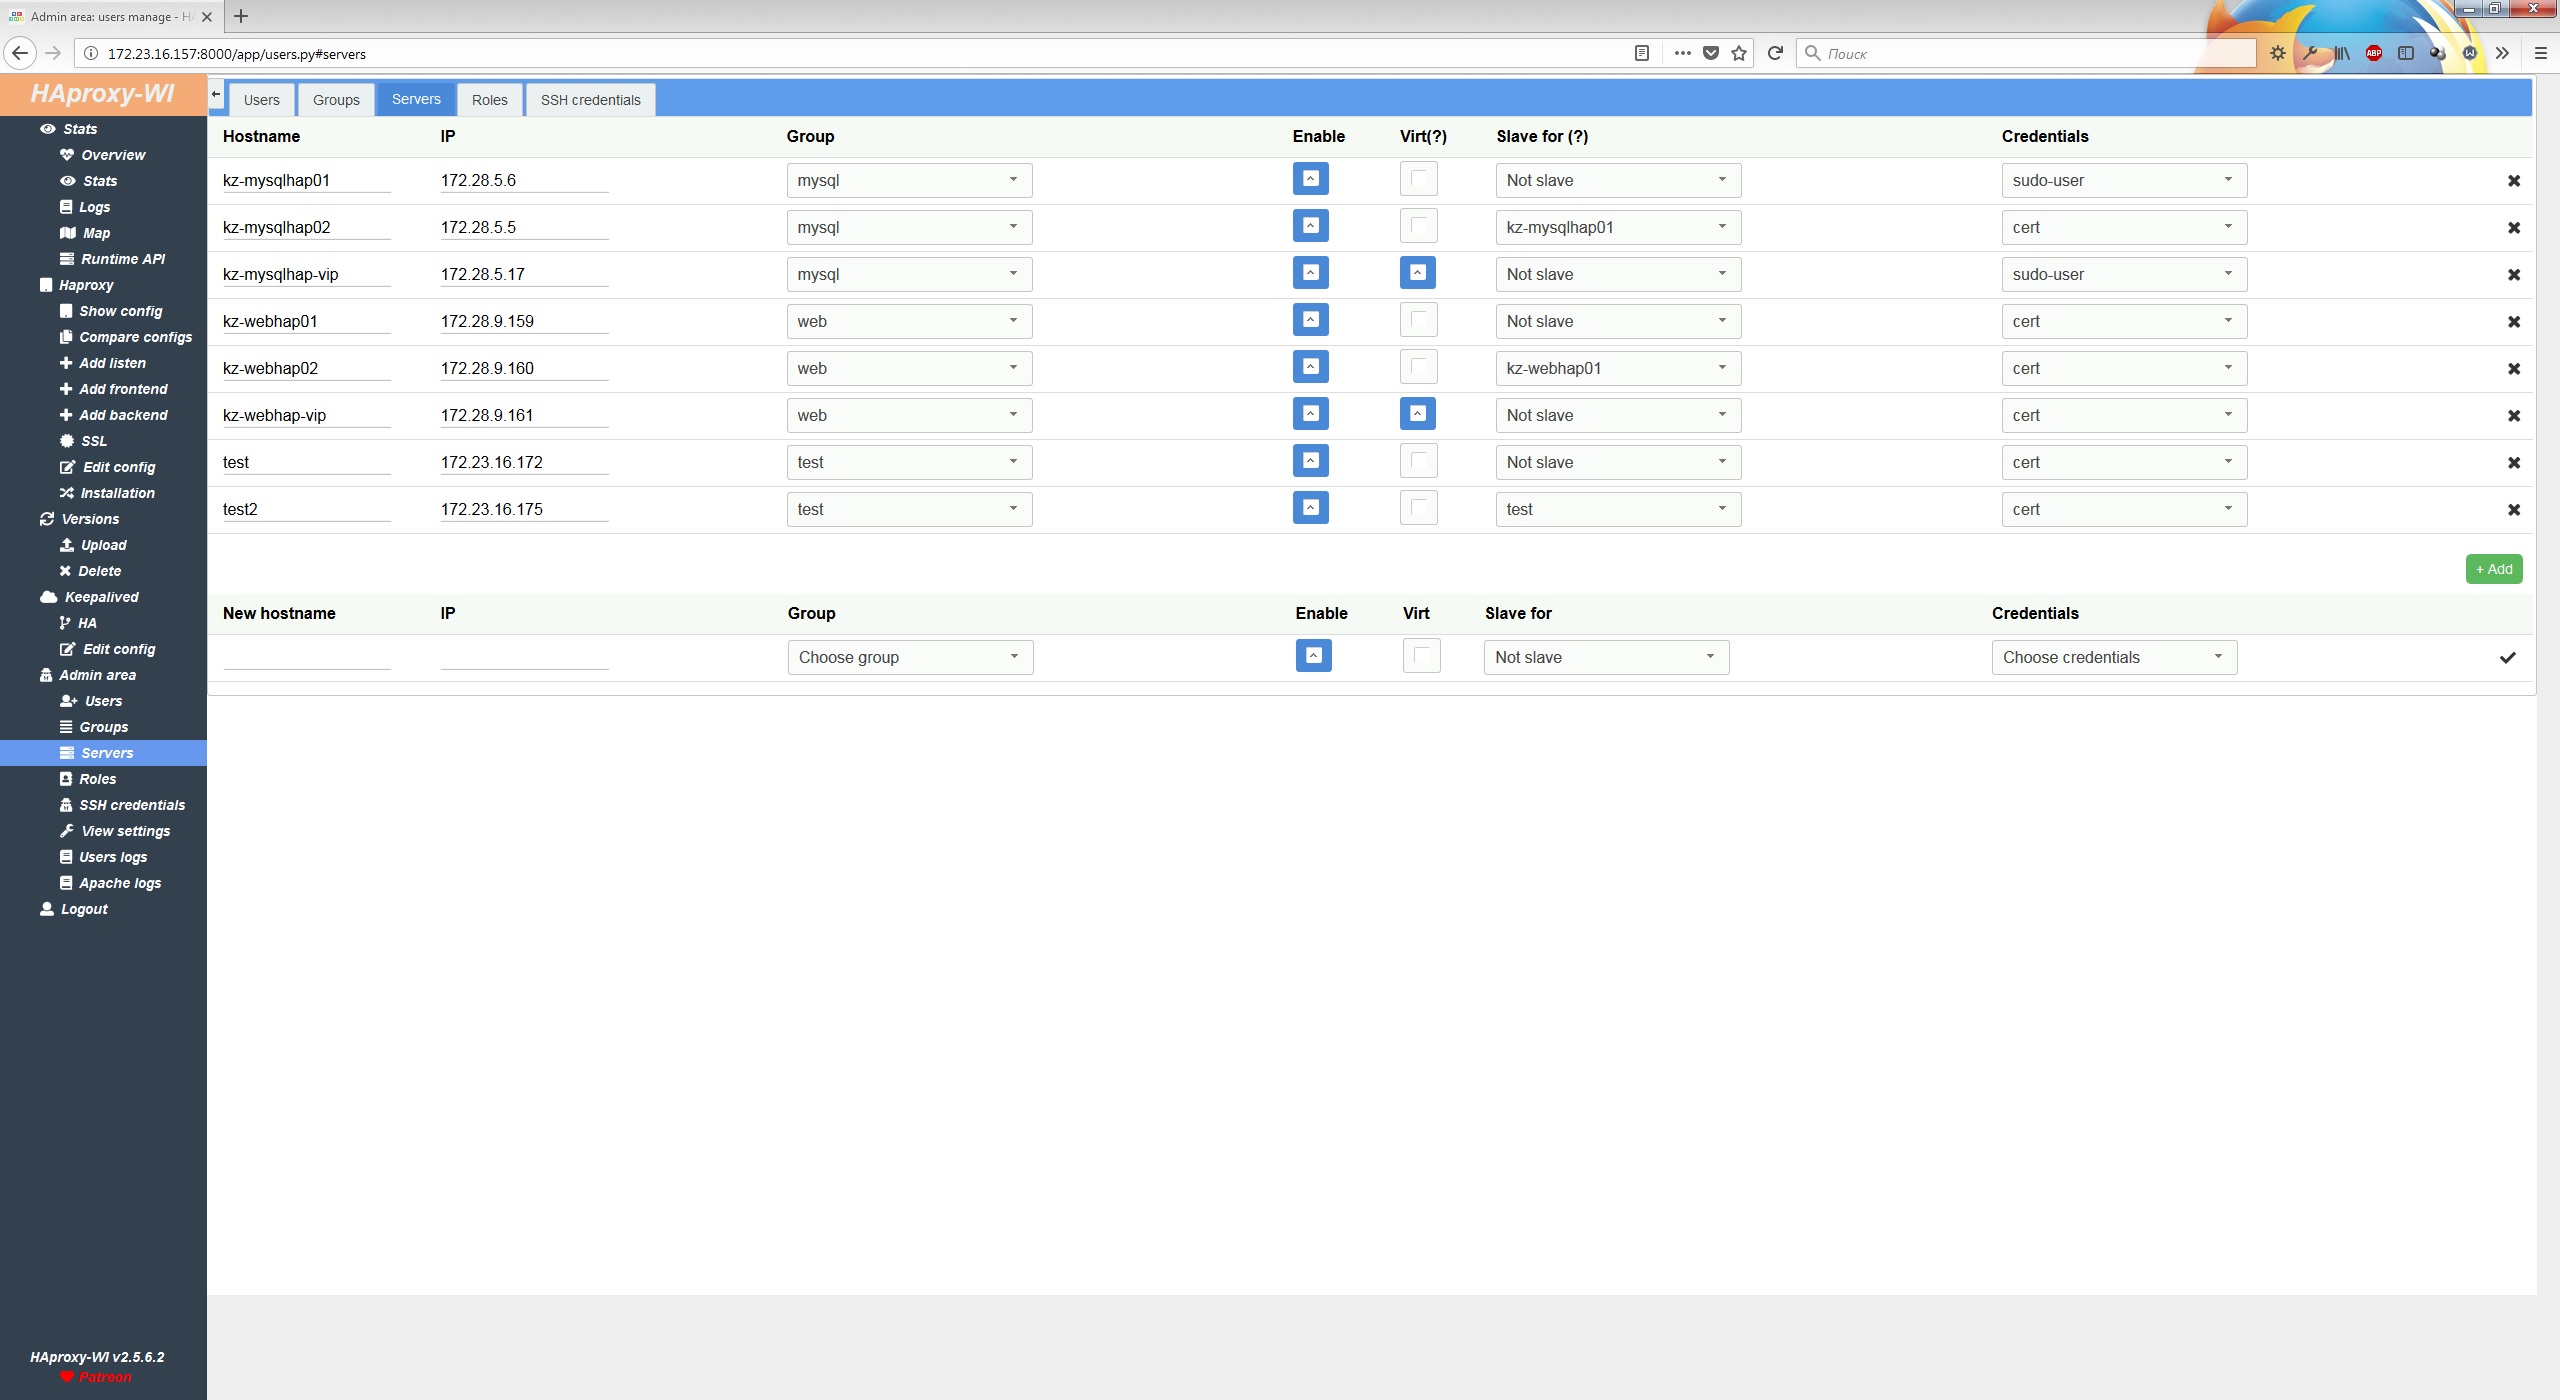 Admin area: users manage - H
172.23.16.157:8000/app/users.py#servers
Поиск
ABP
HAproxy-WI
Stats
Overview
Stats
Logs
Map
Runtime API
Haproxy
Show config
Compare configs
Add listen
Add frontend
Add backend
SSL
Edit config
Installation
Versions
Upload
Delete
Keepalived
HA
Edit config
Admin area
Users
Groups
Servers
Roles
SSH credentials
View settings
Users logs
Apache logs
Logout
HAproxy-WI v2.5.6.2
Patreon
Users Groups Servers Roles SSH credentials
Hostname IP Group Enable Virt(?) Slave for (?) Credentials
kz-mysqlhap01 172.28.5.6 mysql Not slave sudo-user
kz-mysqlhap02 172.28.5.5 mysql kz-mysqlhap01 cert
kz-mysqlhap-vip 172.28.5.17 mysql Not slave sudo-user
kz-webhap01 172.28.9.159 web Not slave cert
kz-webhap02 172.28.9.160 web kz-webhap01 cert
kz-webhap-vip 172.28.9.161 web Not slave cert
test 172.23.16.172 test Not slave cert
test2 172.23.16.175 test test cert
+ Add
New hostname IP Group Enable Virt Slave for Credentials
Choose group Not slave Choose credentials